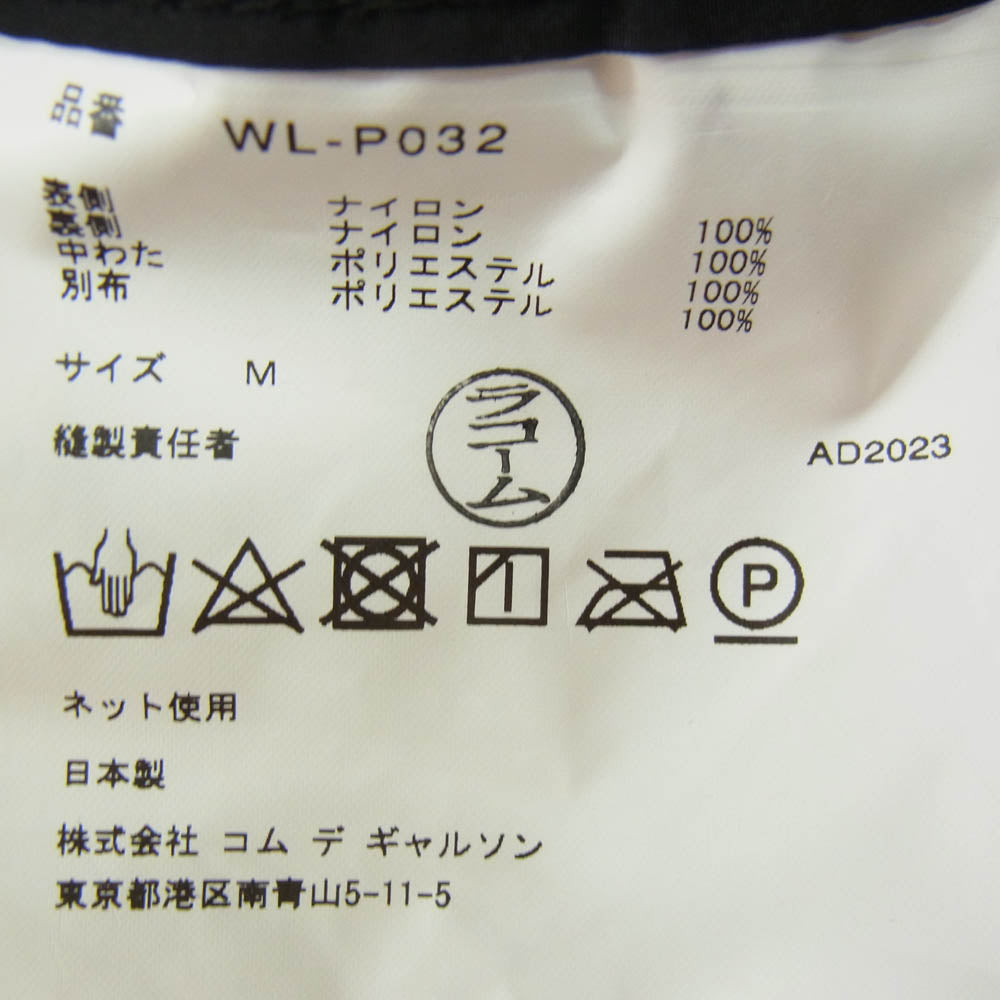 品番 WL-P032
表側 ナイロン 100%
裏側 ナイロン 100%
中わた ポリエステル 100%
別布 ポリエステル 100%
サイズ M
縫製責任者 ラコーム AD2023
P
ネット使用
日本製
株式会社 コム デ ギャルソン
東京都港区南青山5-11-5